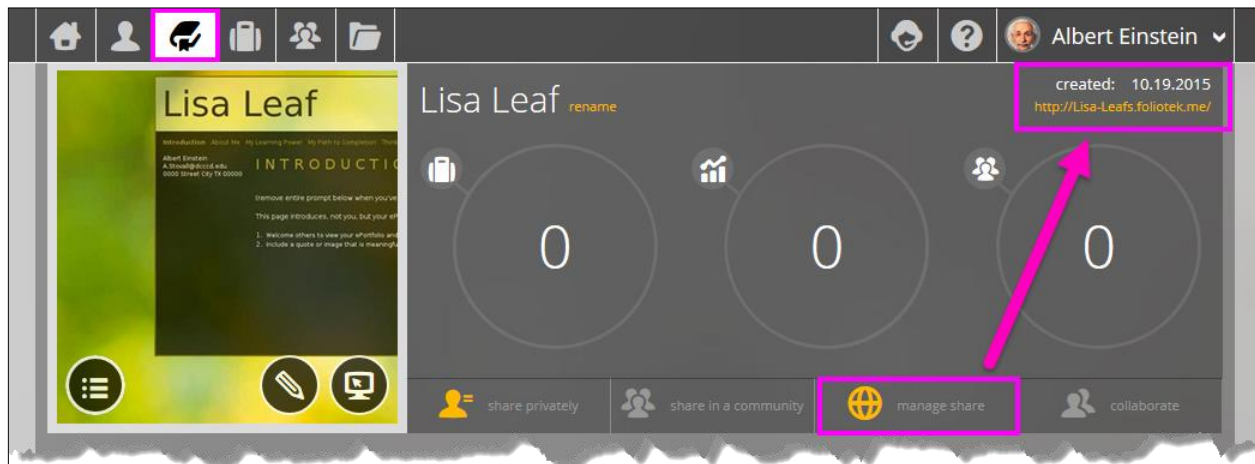 Albert Einstein
Lisa Leaf
Introduction About Me My Learning Power My Path to Completion
Albert Einstein
A.Stovall@dcccd.edu
0000 Street City TX 00000
INTRODUCTIO
(remove entire prompt below when you've
This page introduces, not you, but your eP
1. Welcome others to view your ePortfolio and
2. Include a quote or image that is meaningfu
Lisa Leaf rename
created: 10.19.2015
http://Lisa-Leafs.foliotek.me/
0
0
0
share privately
share in a community
manage share
collaborate